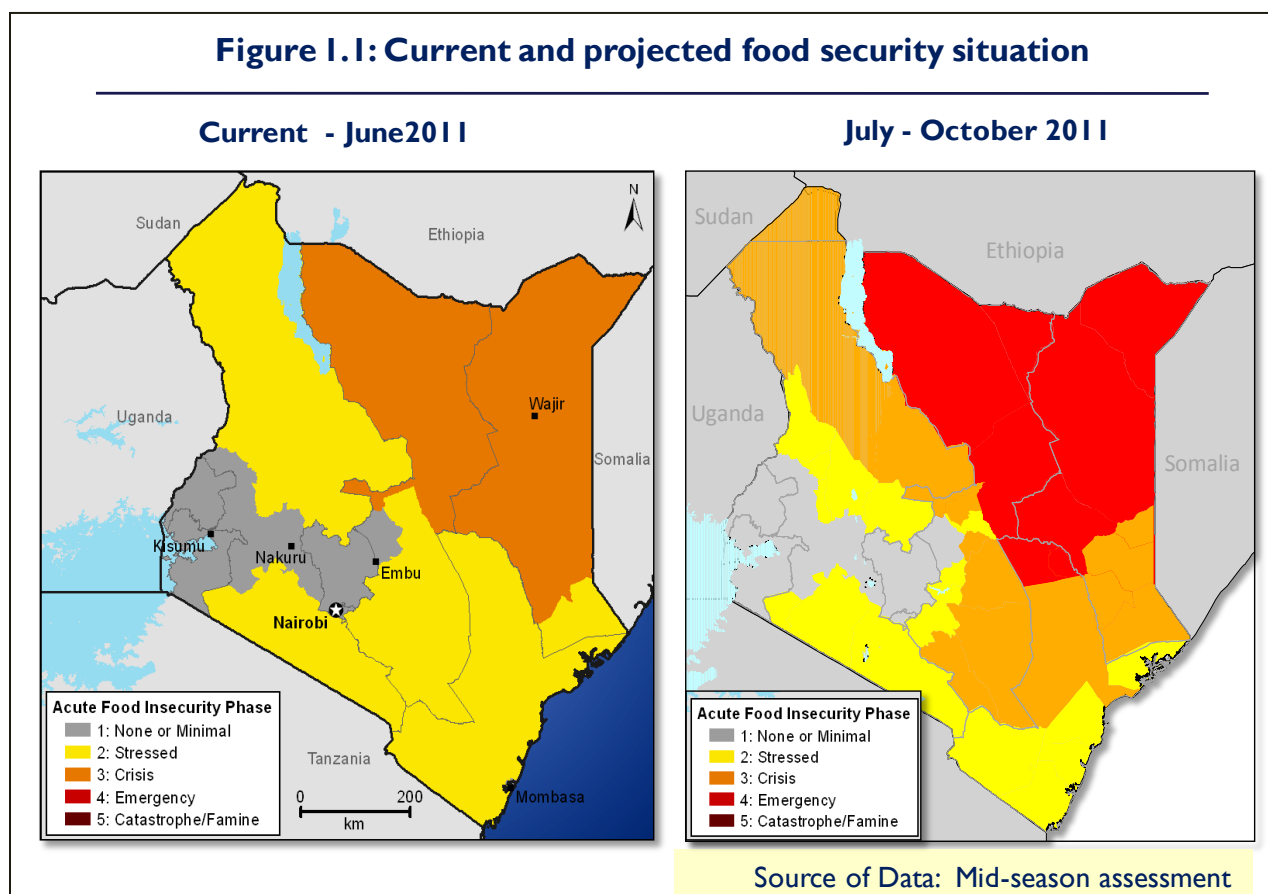 Figure 1.1: Current and projected food security situation
Current - June2011
July - October 2011
N
Sudan
Ethiopia
Uganda
Wajir
Somalia
Kisumu
Nakuru
Embu
Nairobi
Tanzania
Mombasa
Acute Food Insecurity Phase
1: None or Minimal
2: Stressed
3: Crisis
4: Emergency
5: Catastrophe/Famine
0 200
km
Sudan
Ethiopia
Uganda
Somalia
Acute Food Insecurity Phase
1: None or Minimal
2: Stressed
3: Crisis
4: Emergency
5: Catastrophe/Famine
Source of Data: Mid-season assessment